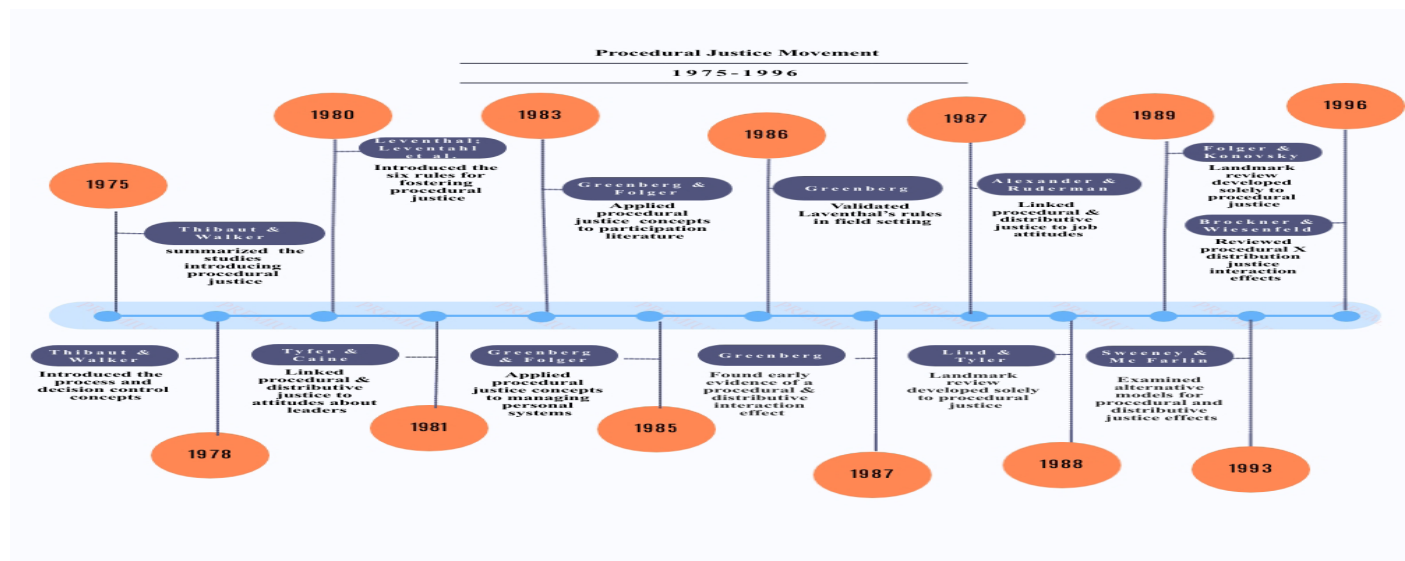 Procedural Justice Movement
1975-1996
1975
Thibaut &
Walker
summarized the
studies
introducing
procedural
justice
1978
Thibaut &
Walker
Introduced the
process and
decision control
concepts
1980
Leventhal;
Leventahl
et al.
Introduced the
six rules for
fostering
procedural
justice
1981
Tyfer &
Caine
Linked
procedural &
distributive
justice to
attitudes about
leaders
1983
Greenberg &
Folger
Applied
procedural
justice concepts
to participation
literature
1985
Greenberg
& Folger
Applied
procedural
justice concepts
to managing
personal
systems
1986
Greenberg
Validated
Laventhal's rules
in field setting
1987
Greenberg
Found early
evidence of a
procedural &
distributive
interaction
effect
1987
Alexander &
Ruderman
Linked
procedural &
distributive
justice to job
attitudes
1988
Lind &
Tyler
Landmark
review
developed solely
to procedural
justice
1989
Folger &
Konovsky
Landmark
review
developed
solely to
procedural
justice
1993
Sweeney &
Mc Farlin
Examined
alternative
models for
procedural and
distributive
justice effects
1996
Brockner &
Wiesenfeld
Reviewed
procedural X
distribution
justice
interaction
effects